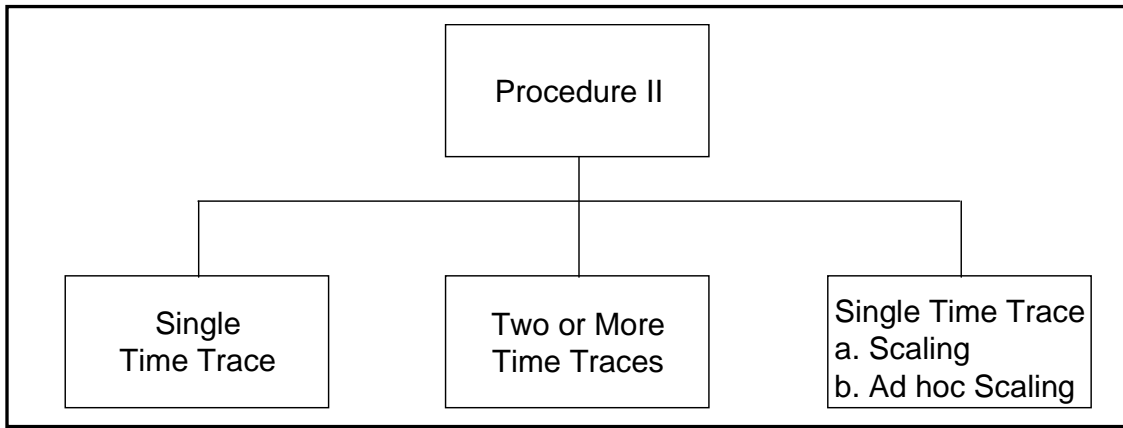 Procedure II
Single
Time Trace
Two or More
Time Traces
Single Time Trace
a. Scaling
b. Ad hoc Scaling